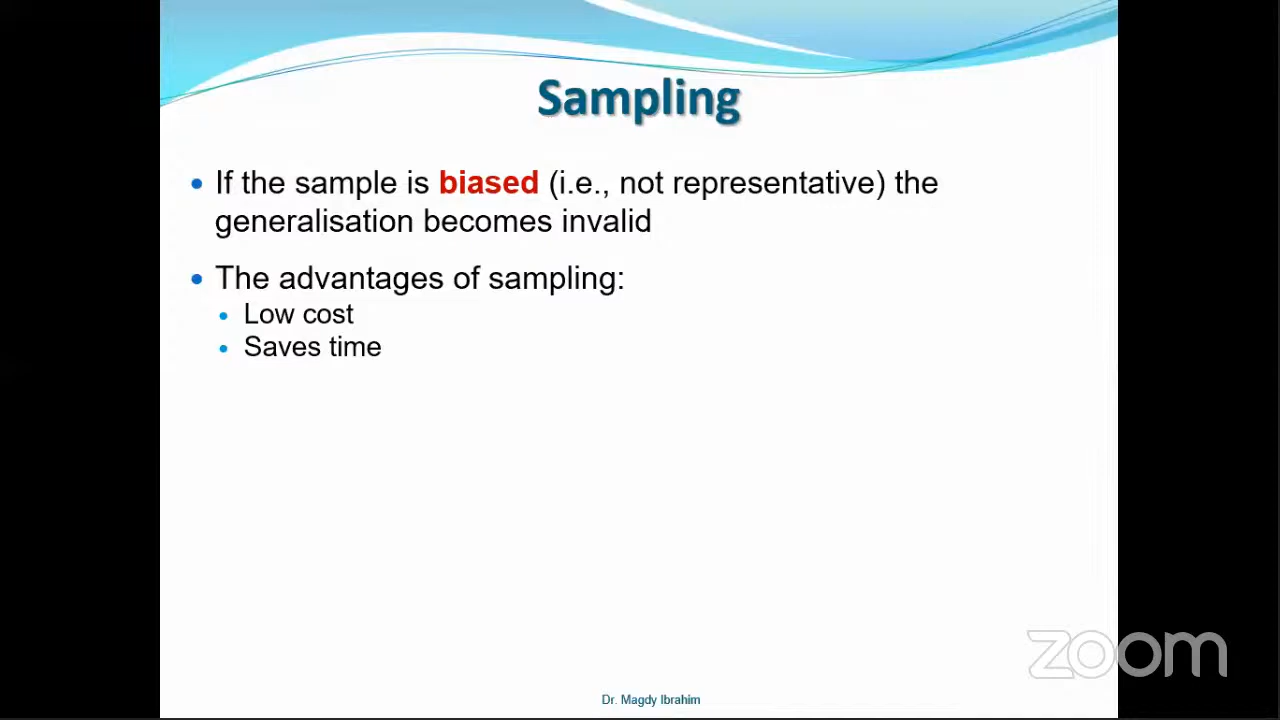 Sampling
• If the sample is biased (i.e., not representative) the
generalisation becomes invalid
• The advantages of sampling:
• Low cost
• Saves time
zoom
Dr. Magdy Ibrahim